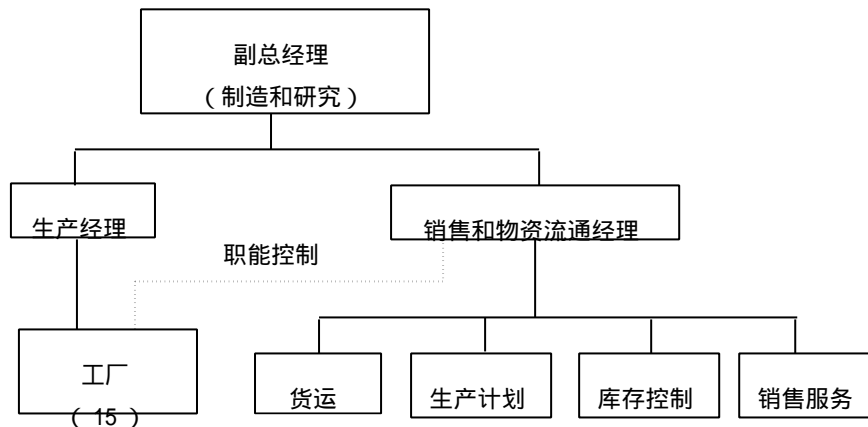 副总经理
（制造和研究）
生产经理
销售和物资流通经理
职能控制
工厂
（15）
货运
生产计划
库存控制
销售服务